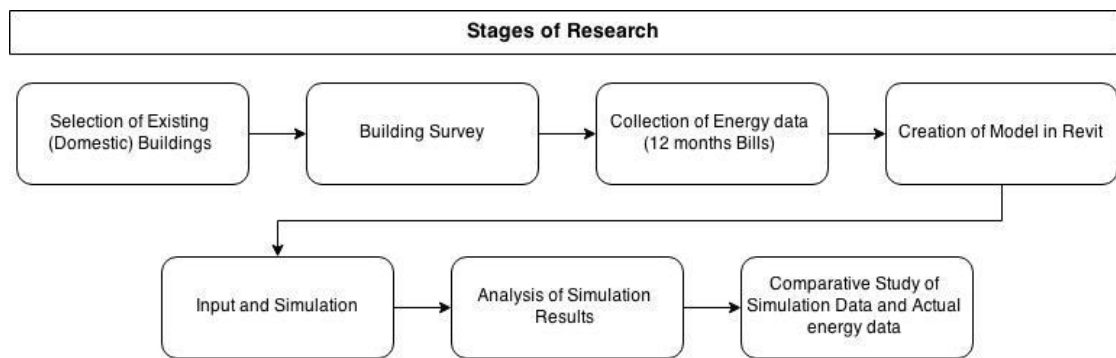 Stages of Research
Selection of Existing
(Domestic) Buildings
Building Survey
Collection of Energy data
(12 months Bills)
Creation of Model in Revit
Input and Simulation
Analysis of Simulation
Results
Comparative Study of
Simulation Data and Actual
energy data